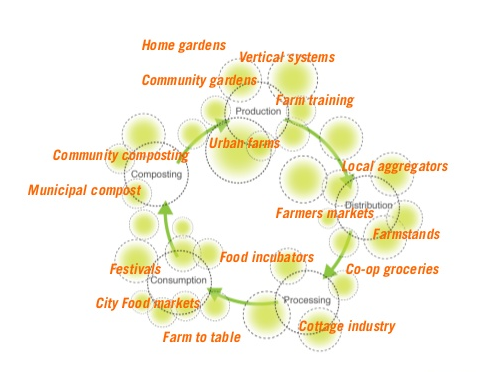 Home gardens
Vertical systems
Community gardens
Farm training
Production
Urban farms
Community composting
Local aggregators
Composting
Municipal compost
Distribution
Farmers markets
Farmstands
Food incubators
Co-op groceries
Festivals
Consumption
City Food markets
Processing
Cottage industry
Farm to table